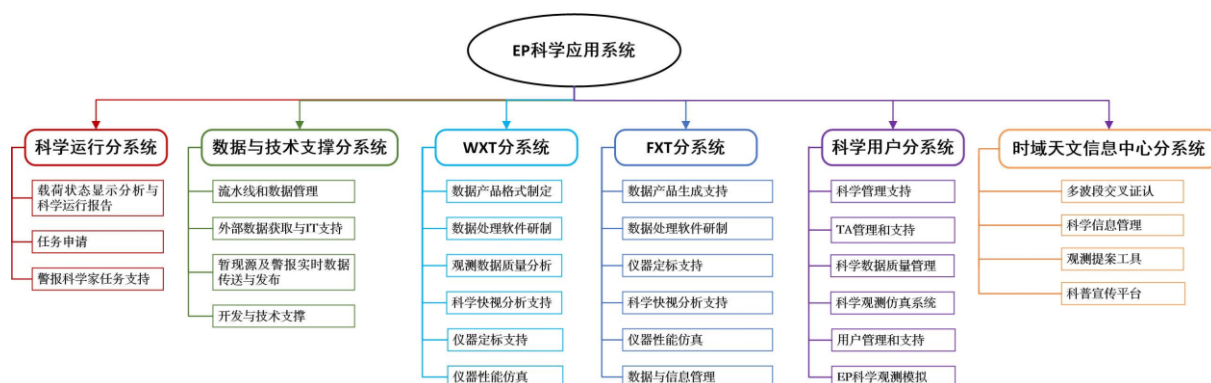 EP科学应用系统
科学运行分系统
载荷状态显示分析与
科学运行报告
任务申请
警报科学家任务支持
数据与技术支撑分系统
流水线和数据管理
外部数据获取与IT支持
暂现源及警报实时数据
传送与发布
开发与技术支撑
WXT分系统
数据产品格式制定
数据处理软件研制
观测数据质量分析
科学快视分析支持
仪器定标支持
仪器性能仿真
FXT分系统
数据产品生成支持
数据处理软件研制
仪器定标支持
科学快视分析支持
仪器性能仿真
数据与信息管理
科学用户分系统
科学管理支持
TA管理和支持
科学数据质量管理
科学观测仿真系统
用户管理和支持
EP科学观测模拟
时域天文信息中心分系统
多波段交叉证认
科学信息管理
观测提案工具
科普宣传平台